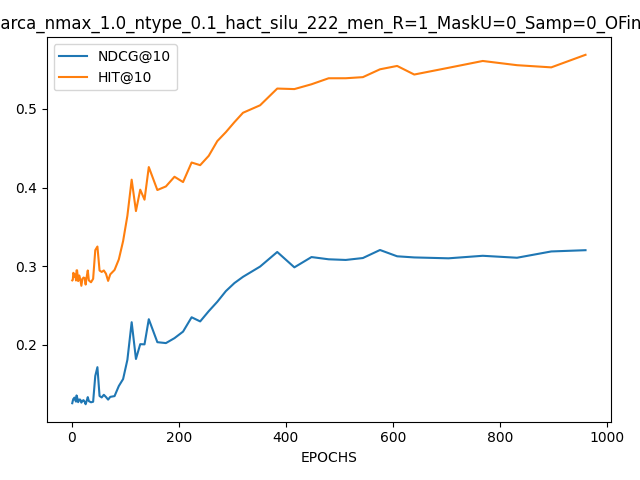 arca_nmax_1.0_ntype_0.1_hact_silu_222_men_R=1_MaskU=0_Samp=0_OFin
NDCG@10
HIT@10
0.5
0.4
0.3
0.2
0 200 400 600 800 1000
EPOCHS